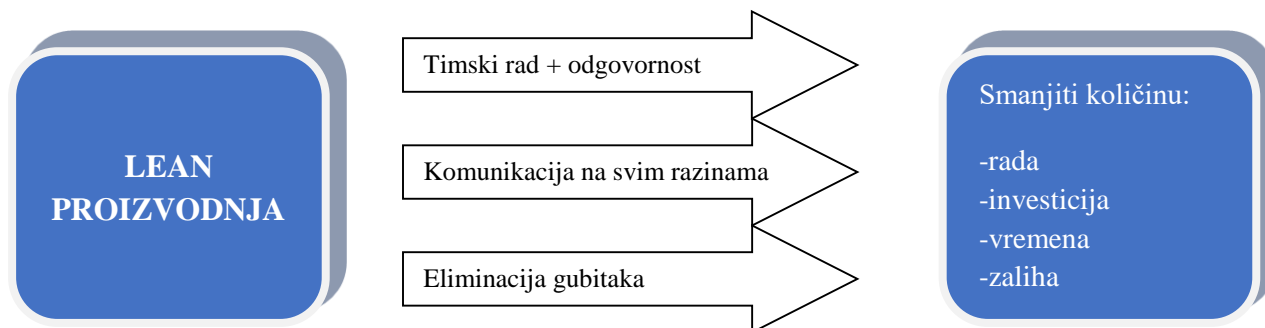 LEAN
PROIZVODNJA
Timski rad + odgovornost
Komunikacija na svim razinama
Eliminacija gubitaka
Smanjiti količinu:
-rada
-investicija
-vremena
-zaliha